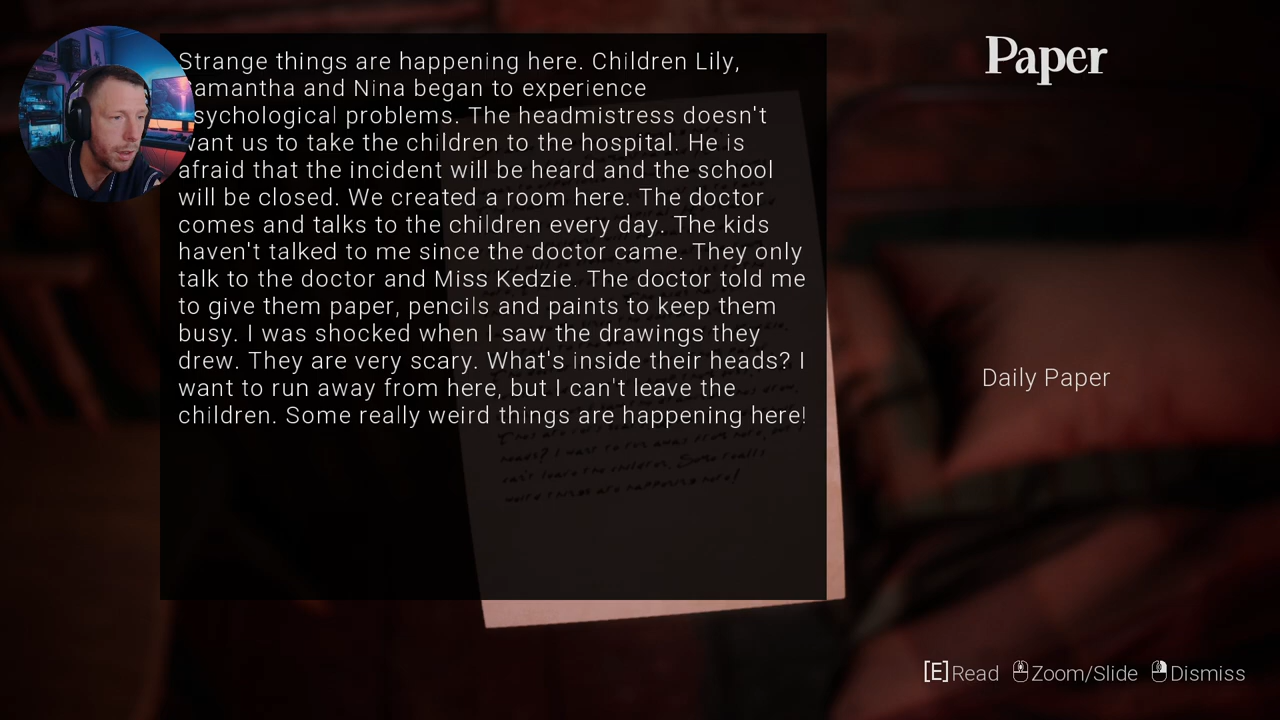 Strange things are happening here. Children Lily,
amantha and Nina began to experience
sychological problems. The headmistress doesn't
want us to take the children to the hospital. He is
afraid that the incident will be heard and the school
will be closed. We created a room here. The doctor
comes and talks to the children every day. The kids
haven't talked to me since the doctor came. They only
talk to the doctor and Miss Kedzie. The doctor told me
to give them paper, pencils and paints to keep them
busy. I was shocked when I saw the drawings they
drew. They are very scary. What's inside their heads? I
want to run away from here, but I can't leave the
children. Some really weird things are happening here!
Paper
Daily Paper
[E] Read Zoom/Slide Dismiss